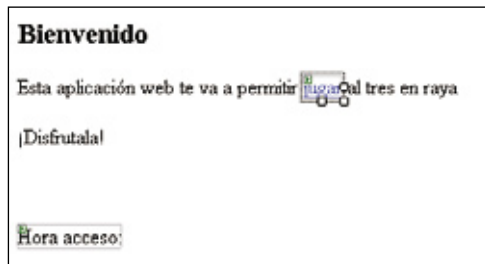 Bienvenido
Esta aplicación web te va a permitir jugar al tres en raya
¡Disfrutala!
Hora acceso: